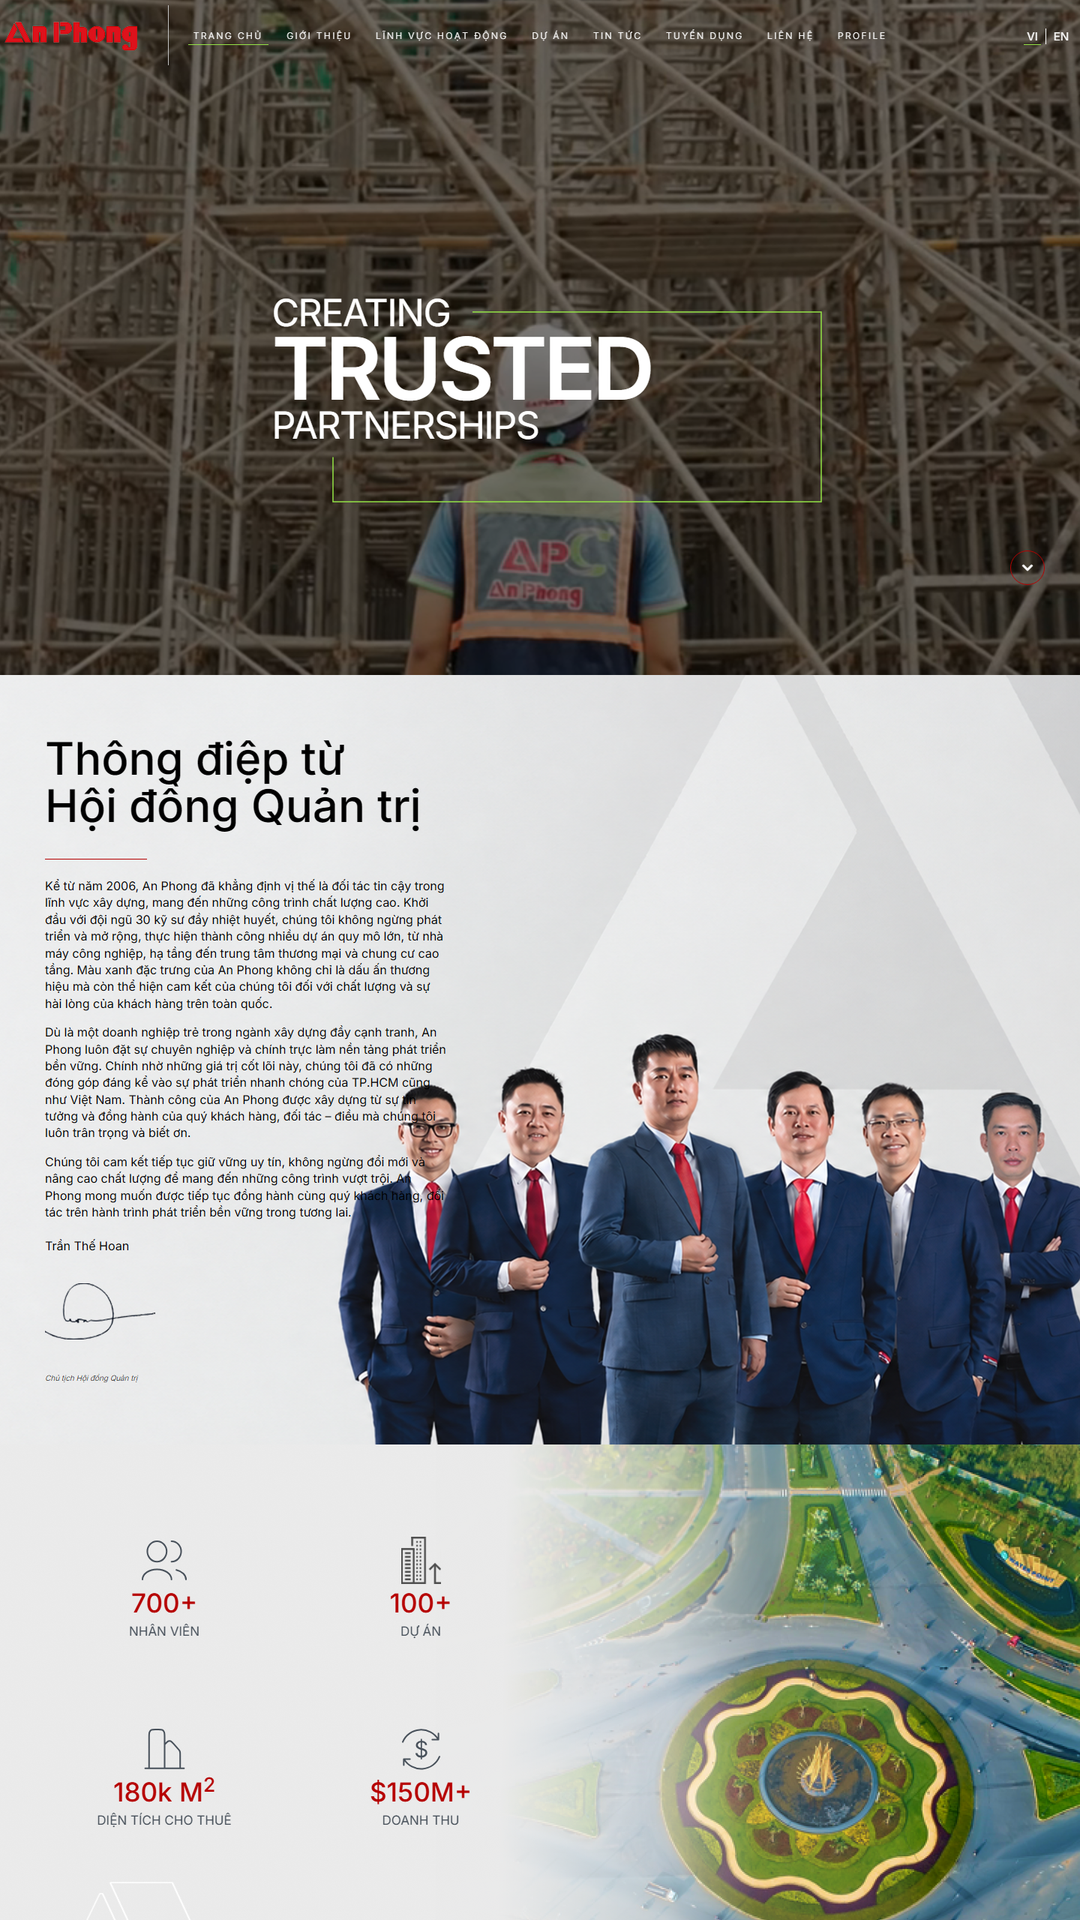 An Phong
TRANG CHỦ
GIỚI THIỆU
LĨNH VỰC HOẠT ĐỘNG
DỰ ÁN
TIN TỨC
TUYỂN DỤNG
LIÊN HỆ
PROFILE
VI | EN
CREATING
TRUSTED
PARTNERSHIPS
APC
An Phong
Thông điệp từ
Hội đồng Quản trị
Kể từ năm 2006, An Phong đã khẳng định vị thế là đối tác tin cậy trong
lĩnh vực xây dựng, mang đến những công trình chất lượng cao. Khởi
đầu với đội ngũ 30 kỹ sư đầy nhiệt huyết, chúng tôi không ngừng phát
triển và mở rộng, thực hiện thành công nhiều dự án quy mô lớn, từ nhà
máy công nghiệp, hạ tầng đến trung tâm thương mại và chung cư cao
tầng. Màu xanh đặc trưng của An Phong không chỉ là dấu ấn thương
hiệu mà còn thể hiện cam kết của chúng tôi đối với chất lượng và sự
hài lòng của khách hàng trên toàn quốc.
Dù là một doanh nghiệp trẻ trong ngành xây dựng đầy cạnh tranh, An
Phong luôn đặt sự chuyên nghiệp và chính trực làm nền tảng phát triển
bền vững. Chính nhờ những giá trị cốt lõi này, chúng tôi đã có những
đóng góp đáng kể vào sự phát triển nhanh chóng của TP.HCM cũng
như Việt Nam. Thành công của An Phong được xây dựng từ sự tin
tưởng và đồng hành của quý khách hàng, đối tác – điều mà chúng tôi
luôn trân trọng và biết ơn.
Chúng tôi cam kết tiếp tục giữ vững uy tín, không ngừng đổi mới và
nâng cao chất lượng để mang đến những công trình vượt trội. An
Phong mong muốn được tiếp tục đồng hành cùng quý khách hàng, đối
tác trên hành trình phát triển bền vững trong tương lai.
Trần Thế Hoan
Chủ tịch Hội đồng Quản trị
700+
NHÂN VIÊN
100+
DỰ ÁN
180k M²
DIỆN TÍCH CHO THUÊ
$150M+
DOANH THU
WATERPOINT